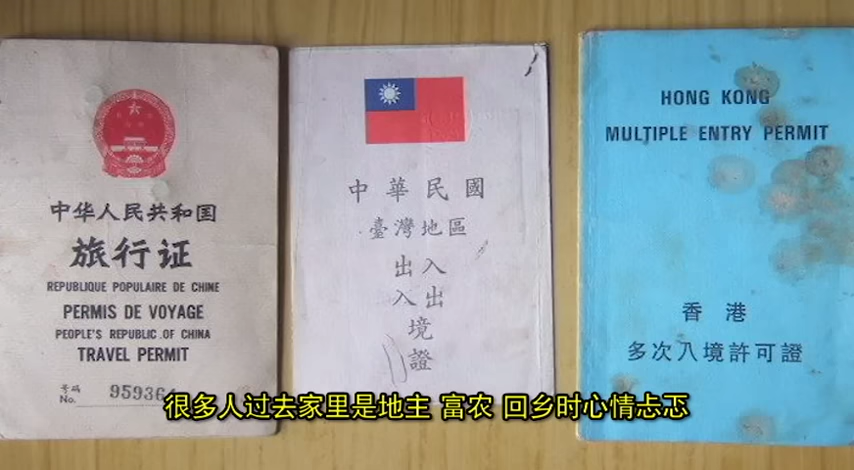 中华人民共和国
旅行证
REPUBLIQUE POPULAIRE DE CHINE
PERMIS DE VOYAGE
PEOPLE'S REPUBLIC OF CHINA
TRAVEL PERMIT
号码
No. 959364
中華民國
臺灣地區
入出
出入
境
證
HONG KONG
MULTIPLE ENTRY PERMIT
香 港
多次入境許可證
很多人过去家里是地主 富农 回乡时心情忐忑